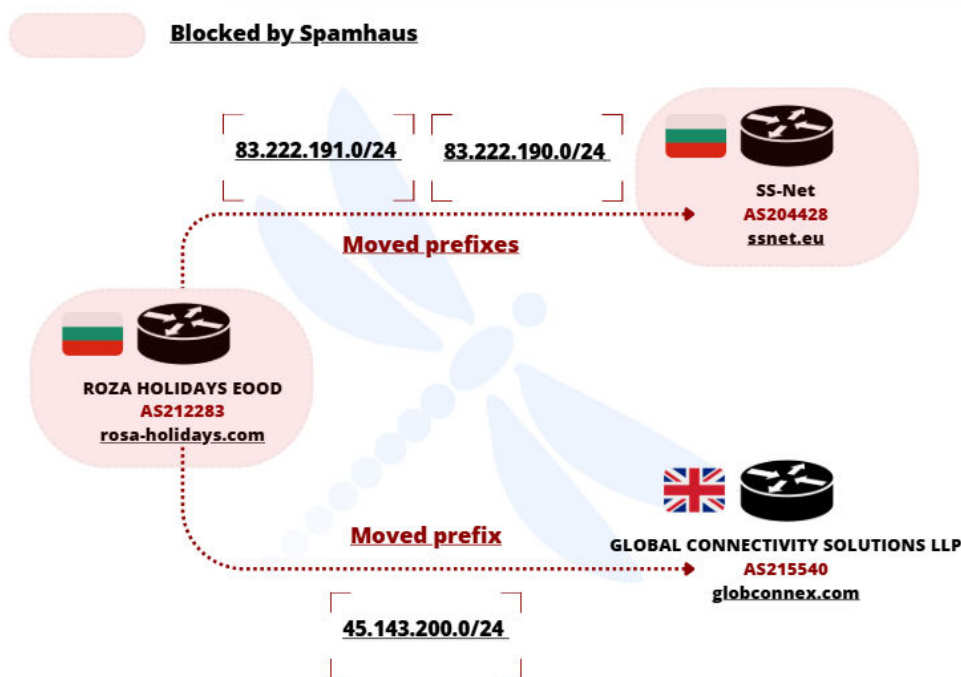 Blocked by Spamhaus
83.222.191.0/24
83.222.190.0/24
SS-Net
AS204428
ssnet.eu
Moved prefixes
ROZA HOLIDAYS EOOD
AS212283
rosa-holidays.com
Moved prefix
GLOBAL CONNECTIVITY SOLUTIONS LLP
AS215540
globconnex.com
45.143.200.0/24